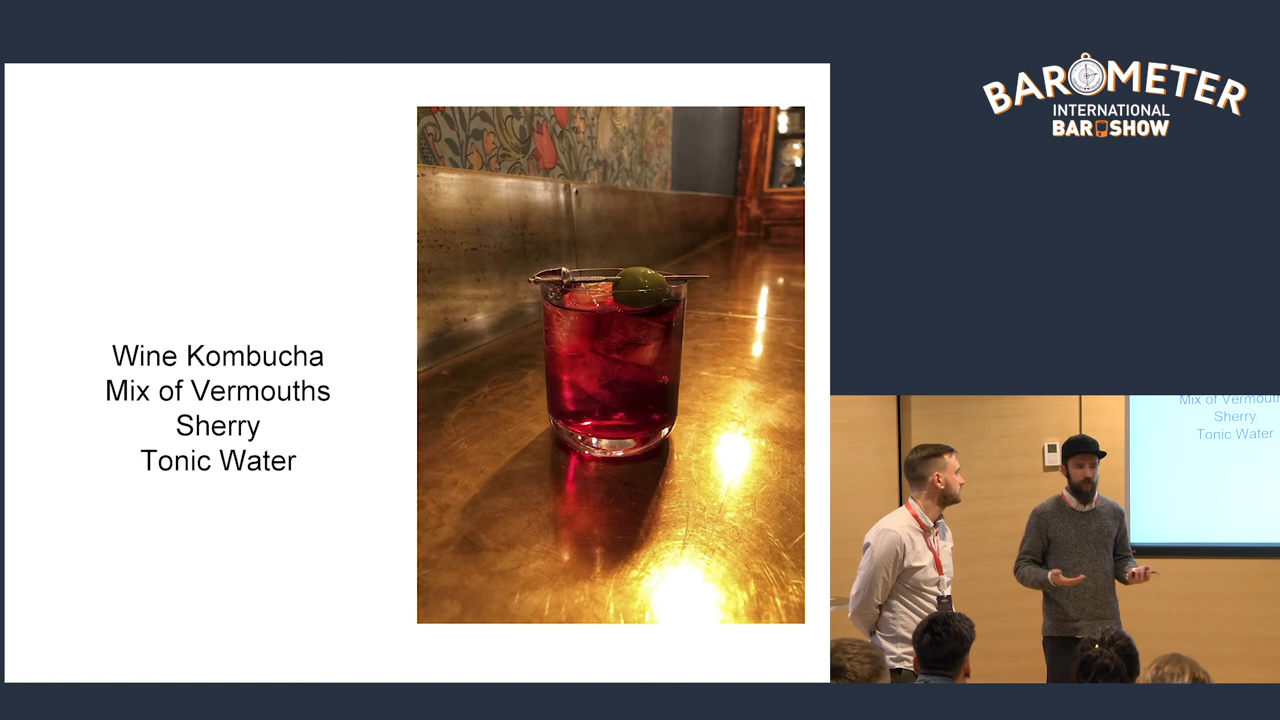 Wine Kombucha
Mix of Vermouths
Sherry
Tonic Water
BAROMETER
INTERNATIONAL
BAR SHOW
Mix of Vermouth
Sherry
Tonic Water